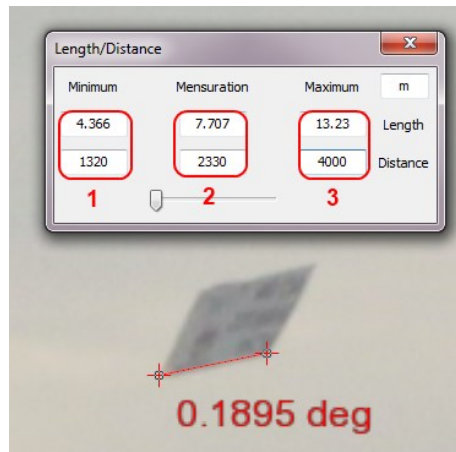 Length/Distance
Minimum Mensuration Maximum m
4.366 7.707 13.23 Length
1320 2330 4000 Distance
1 2 3
0.1895 deg